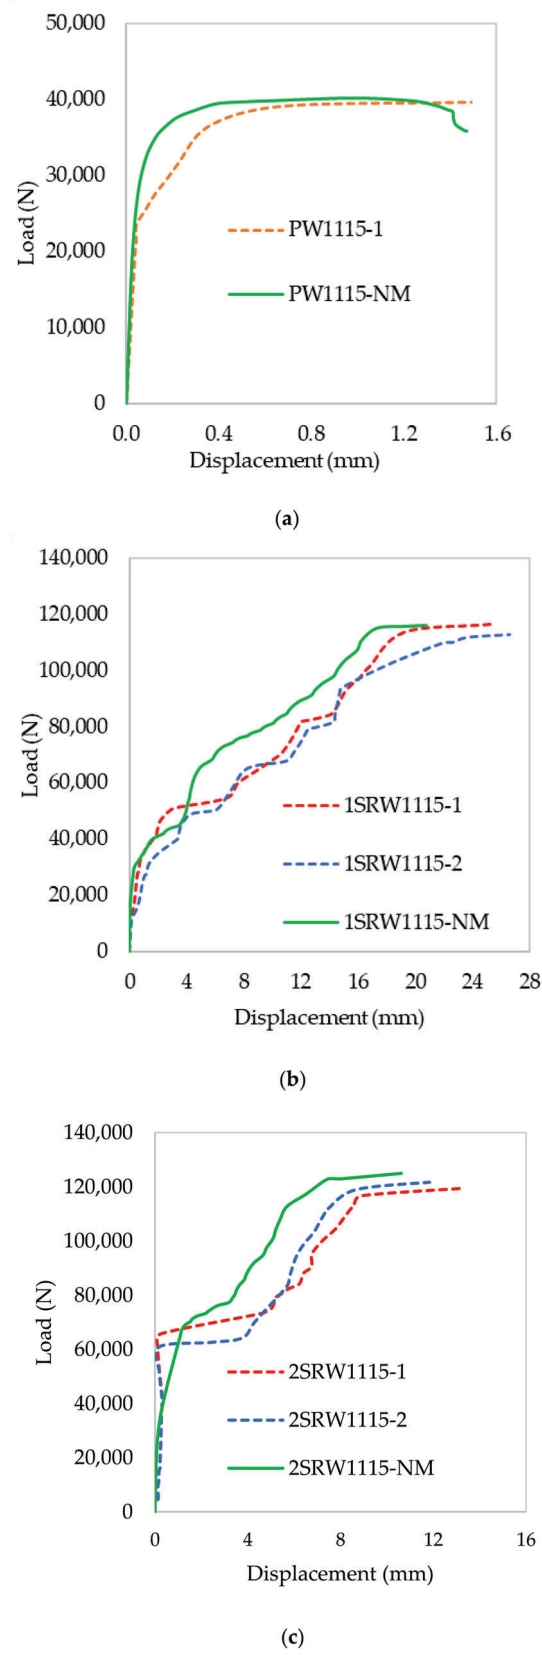 50,000
40,000
30,000
20,000
10,000
0
Load (N)
PW1115-1
PW1115-NM
0.0 0.4 0.8 1.2 1.6
Displacement (mm)
(a)
140,000
120,000
100,000
80,000
60,000
40,000
20,000
0
Load (N)
1SRW1115-1
1SRW1115-2
1SRW1115-NM
0 4 8 12 16 20 24 28
Displacement (mm)
(b)
140,000
120,000
100,000
80,000
60,000
40,000
20,000
0
Load (N)
2SRW1115-1
2SRW1115-2
2SRW1115-NM
0 4 8 12 16
Displacement (mm)
(c)